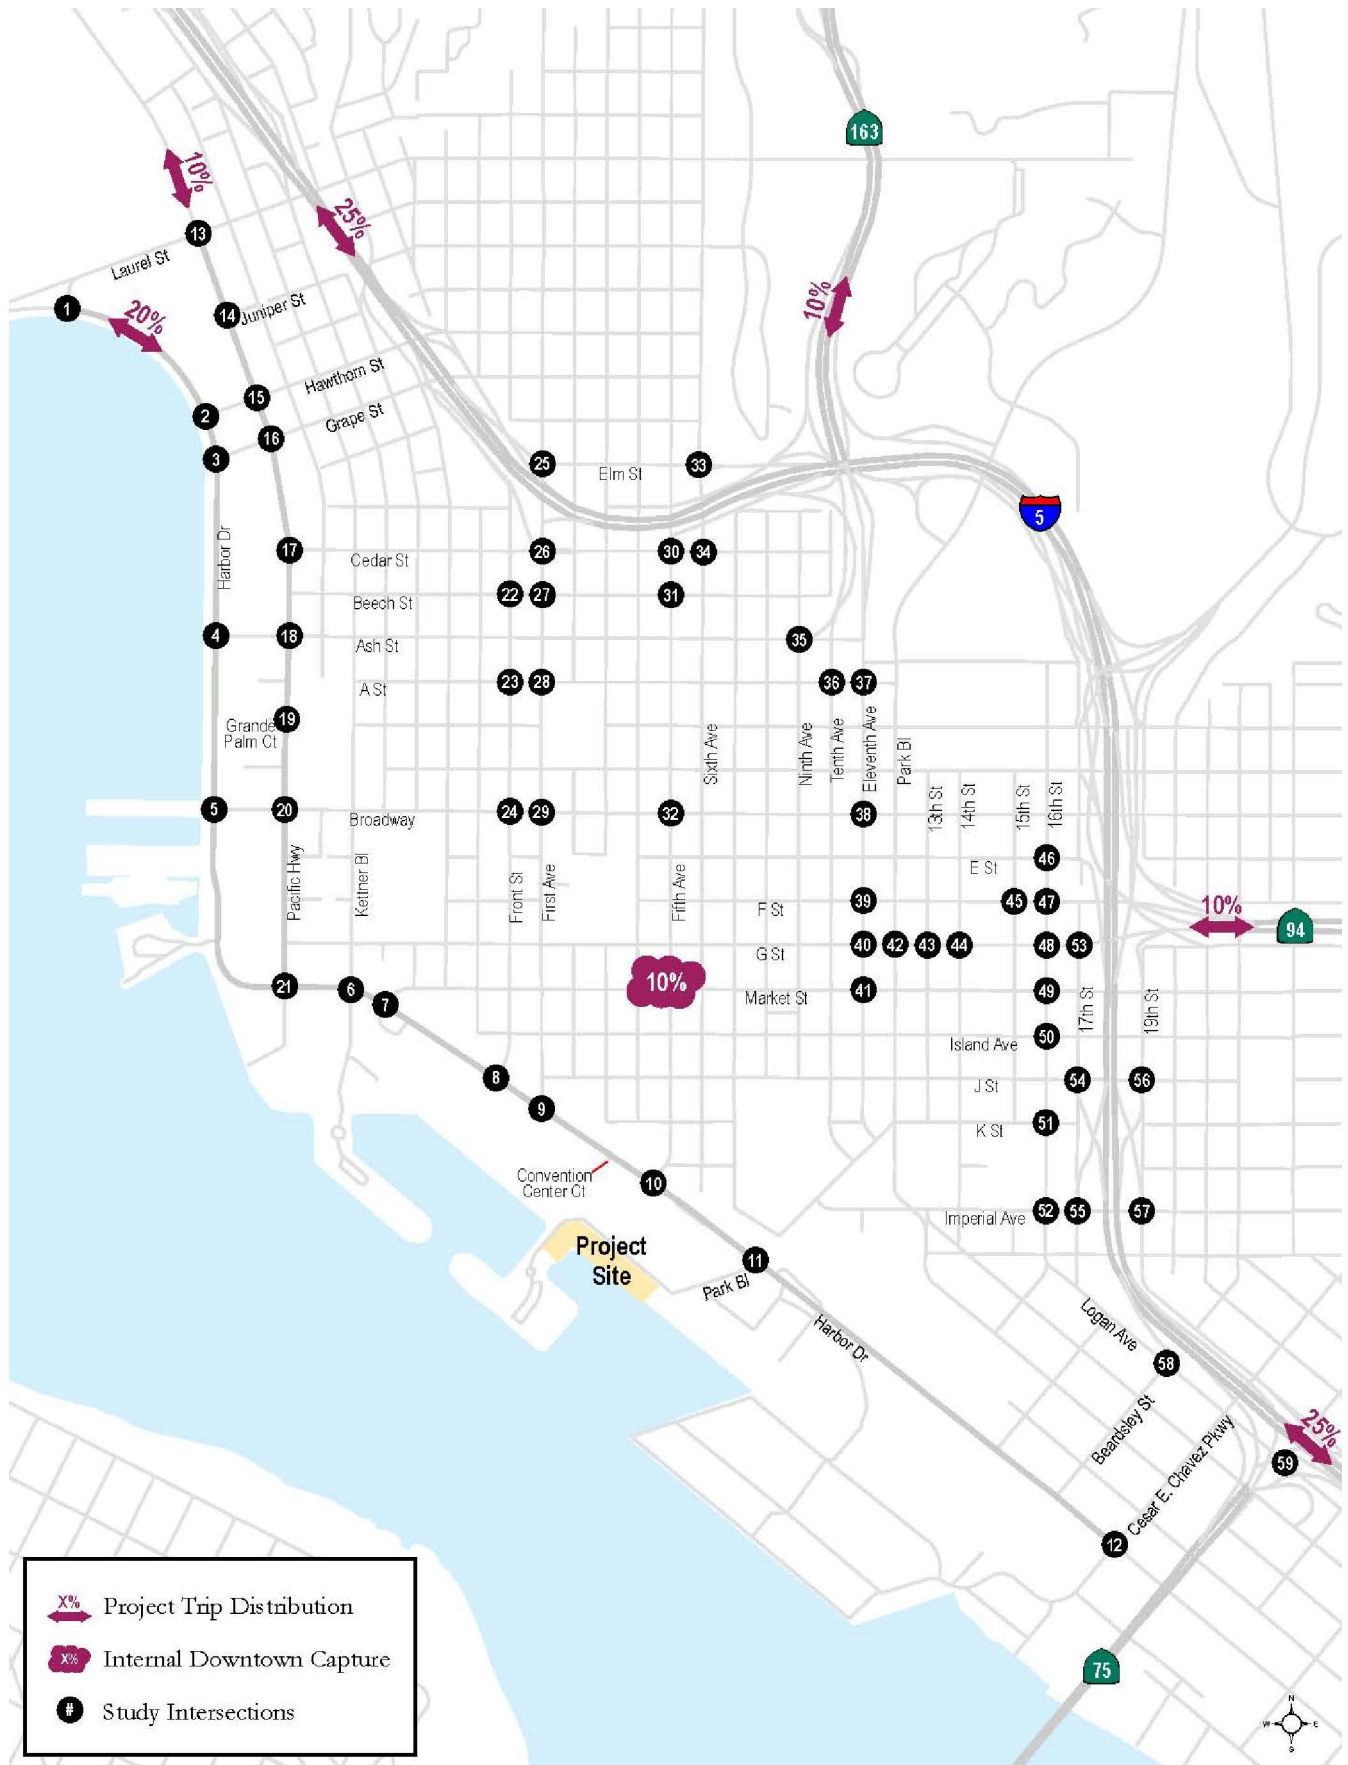 163
10%
25%
13
Laurel St
1
20%
14
Juniper St
10%
Hawthorn St
15
2
Grape St
16
3
25
Elm St
33
5
Harbor Dr
17
Cedar St
26
30
34
22
27
31
Beech St
4
18
Ash St
35
A St
23
28
36
37
19
Grande
Palm Ct
Sixth Ave
Ninth Ave
Tenth Ave
Eleventh Ave
Park Bl
13th St
14th St
15th St
16th St
5
20
Broadway
24
29
32
38
Pacific Hwy
Kettner Bl
Front St
First Ave
Fifth Ave
E St
46
F St
39
45
47
10%
94
G St
40
42
43
44
48
53
10%
Market St
41
49
17th St
19th St
21
6
7
Island Ave
50
8
J St
54
56
9
K St
51
Convention
Center Ct
10
Imperial Ave
52
55
57
Project
Site
11
Park Bl
Harbor Dr
Logan Ave
58
Beardsley St
Cesar E. Chavez Pkwy
25%
59
12
75
X% Project Trip Distribution
X% Internal Downtown Capture
# Study Intersections
N
W E
S